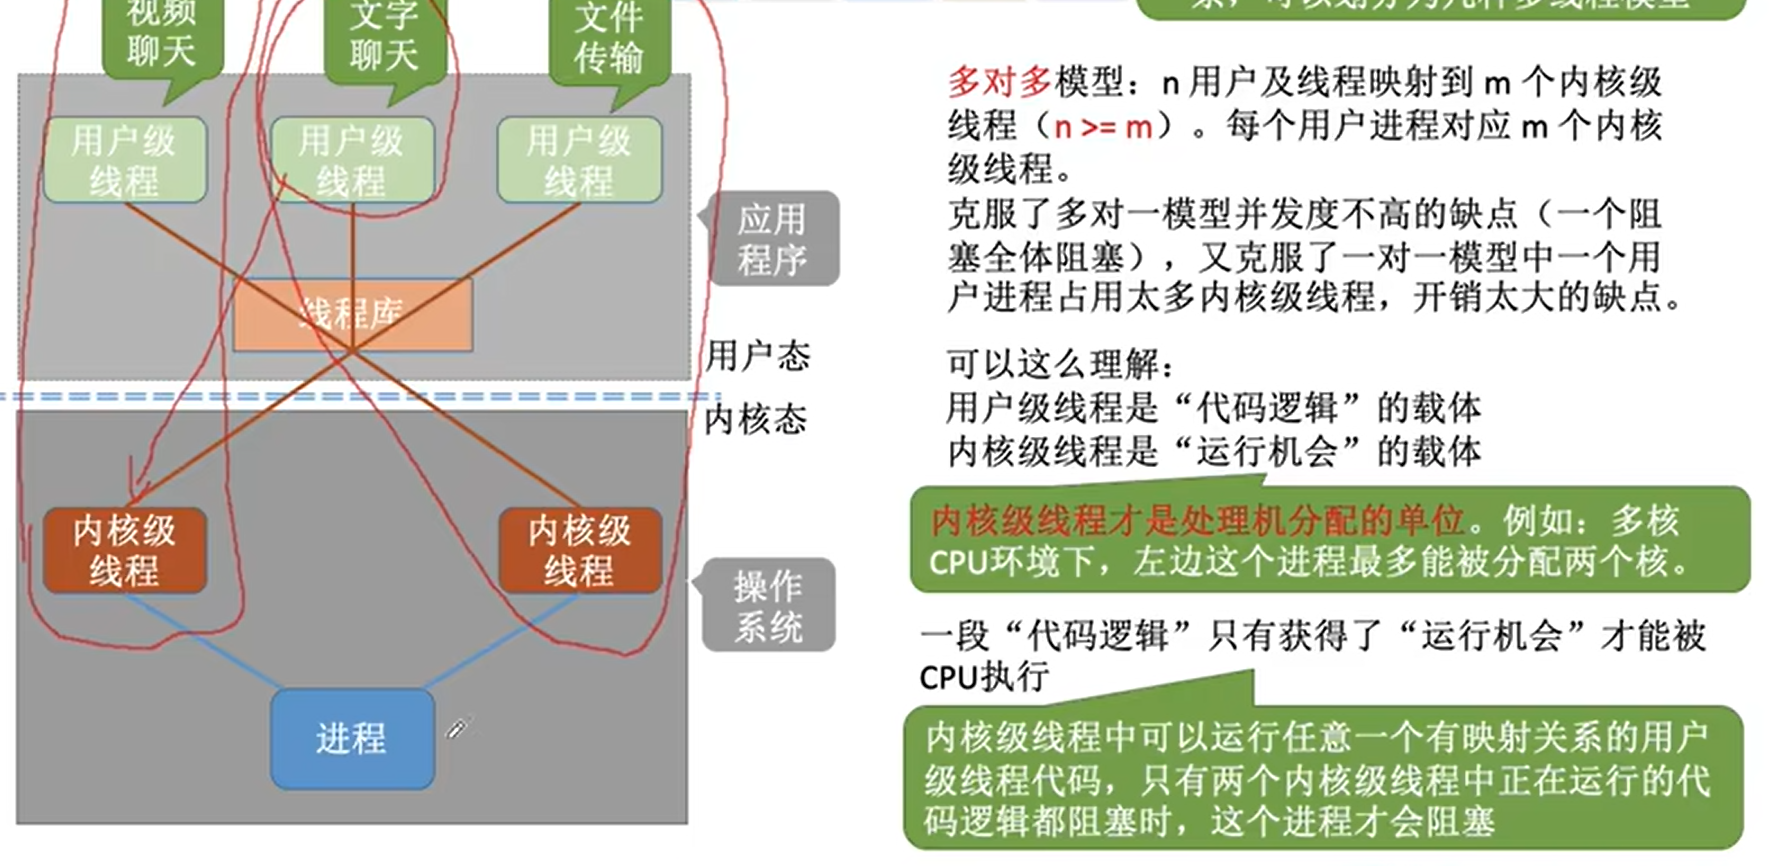 视频
聊天
文字
聊天
文件
传输
用户级
线程
用户级
线程
用户级
线程
应用
程序
线程库
用户态
内核态
内核级
线程
内核级
线程
操作
系统
进程
系，可以划分为几种多线程模型
多对多模型：n 用户及线程映射到 m 个内核级
线程（n >= m）。每个用户进程对应 m 个内核
级线程。
克服了多对一模型并发度不高的缺点（一个阻
塞全体阻塞），又克服了一对一模型中一个用
户进程占用太多内核级线程，开销太大的缺点。
可以这么理解：
用户级线程是“代码逻辑”的载体
内核级线程是“运行机会”的载体
内核级线程才是处理机分配的单位。例如：多核
CPU环境下，左边这个进程最多能被分配两个核。
一段“代码逻辑”只有获得了“运行机会”才能被
CPU执行
内核级线程中可以运行任意一个有映射关系的用户
级线程代码，只有两个内核级线程中正在运行的代
码逻辑都阻塞时，这个进程才会阻塞